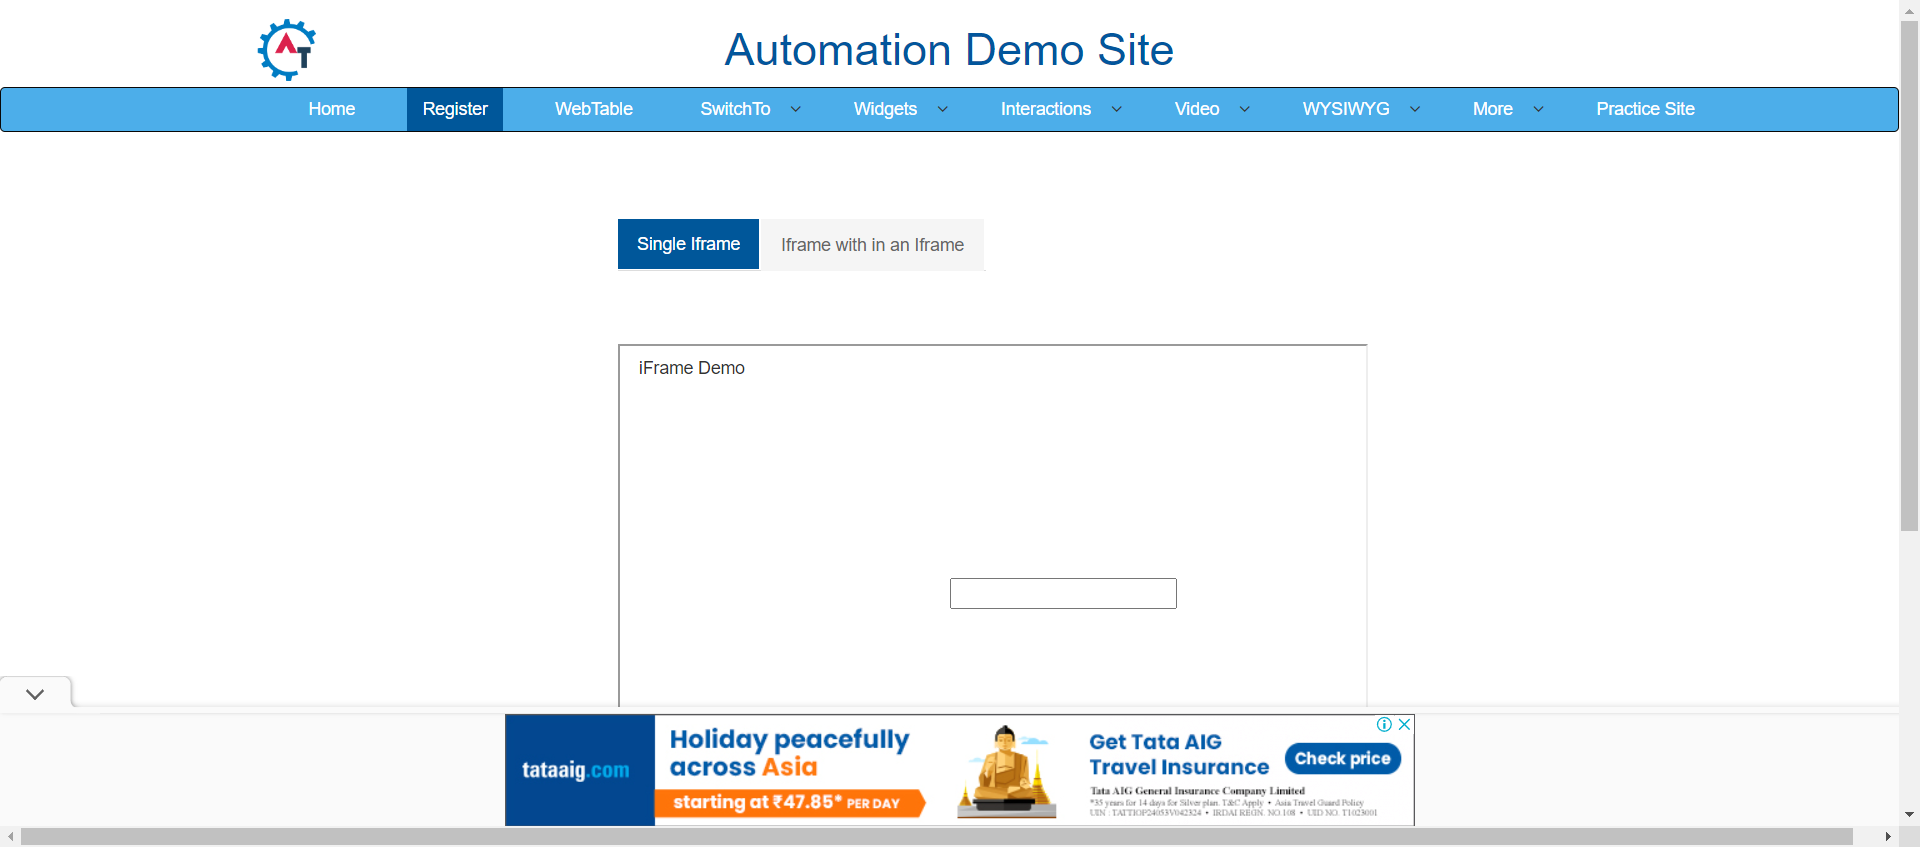 AT
Automation Demo Site
Home Register WebTable SwitchTo Widgets Interactions Video WYSIWYG More Practice Site
Single Iframe Iframe with in an Iframe
iFrame Demo
tataaig.com
Holiday peacefully
across Asia
starting at ₹47.85* PER DAY
Get Tata AIG
Travel Insurance
Check price
Tata AIG General Insurance Company Limited
*35 years for 14 days for Silver plan. T&C Apply • Asia Travel Guard Policy
UIN : TATTIOP24053V042324 • IRDAI REGN. NO.108 • UID NO. T1023001